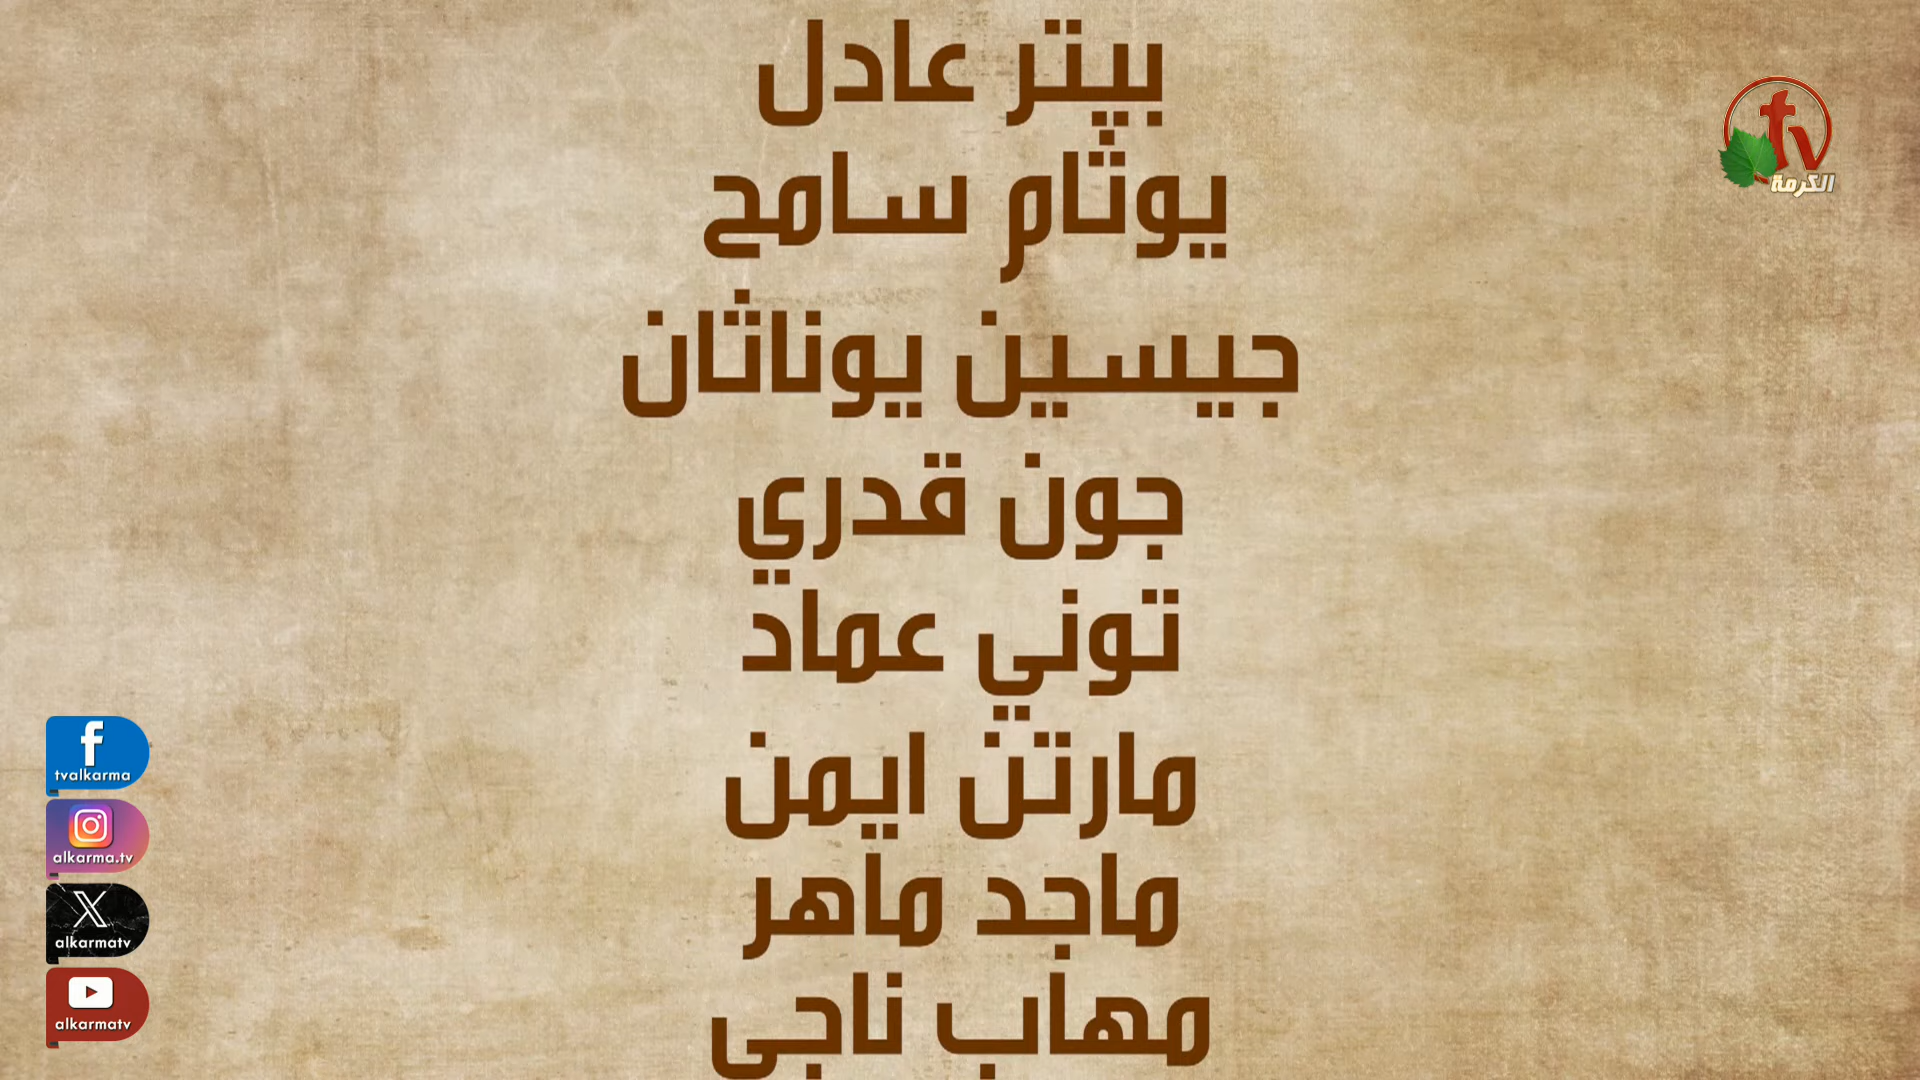 بيتر عادل
يوثام سامح
جيسين يوناثان
جون قدري
توني عماد
مارتن ايمن
ماجد ماهر
مهاب ناجى
tv
الكرمة
tvalkarma
alkarma.tv
alkarmatv
alkarmatv